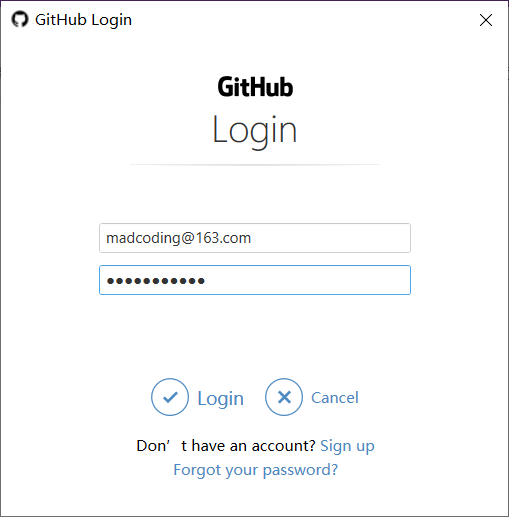 GitHub Login
GitHub
Login
madcoding@163.com
●●●●●●●●●●●
Login Cancel
Don’t have an account? Sign up
Forgot your password?